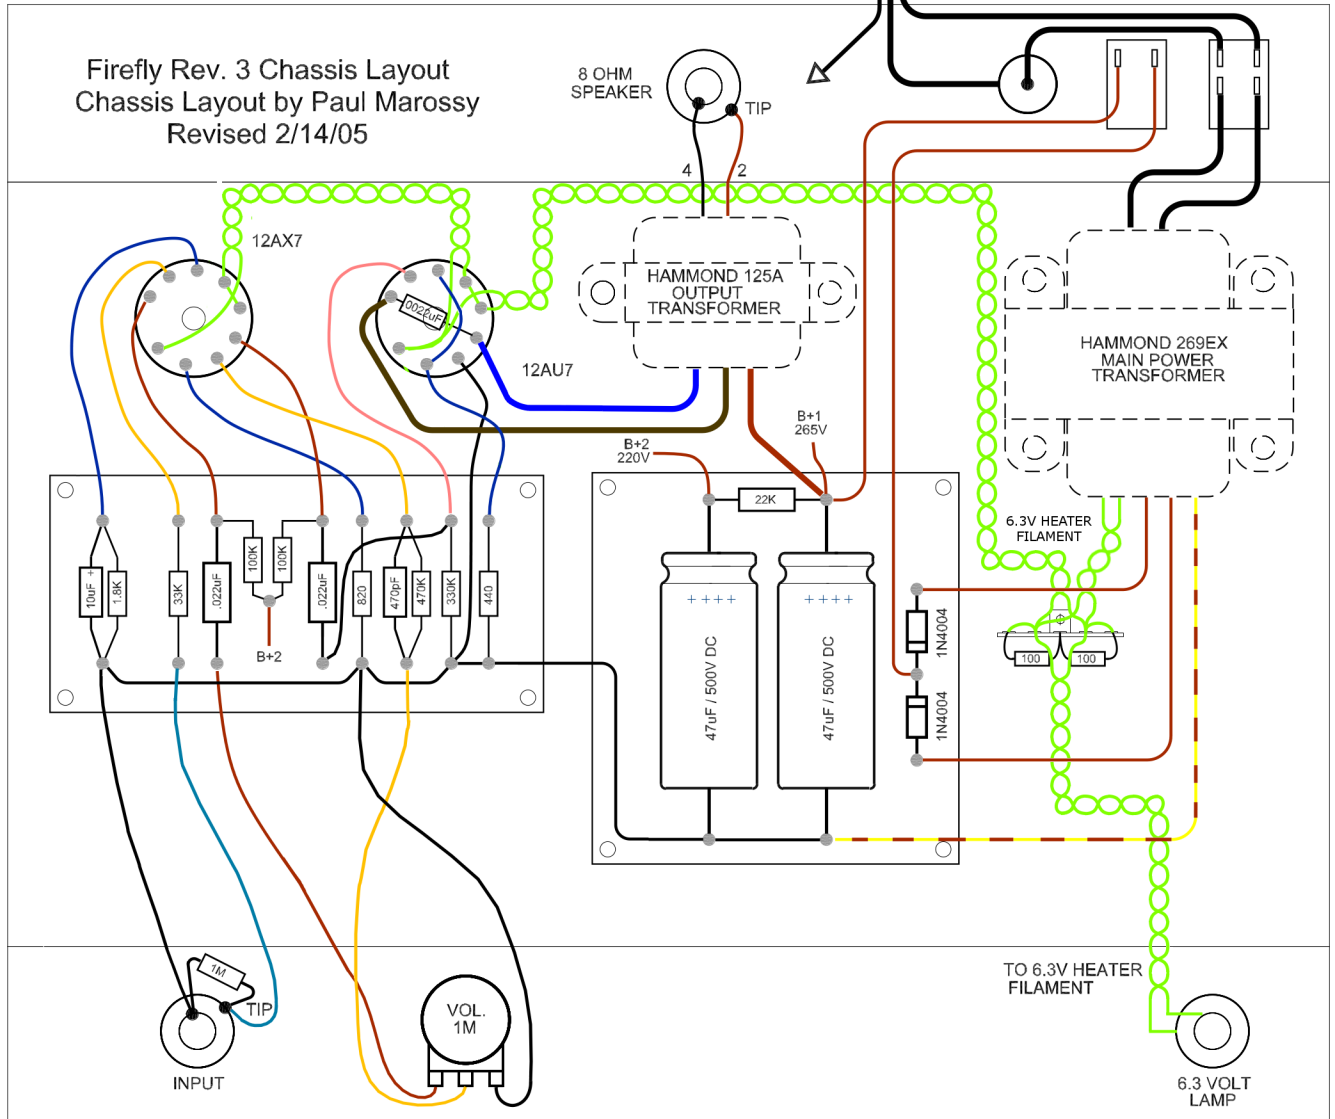 Firefly Rev. 3 Chassis Layout
Chassis Layout by Paul Marossy
Revised 2/14/05
8 OHM
SPEAKER
TIP
4
2
12AX7
.0022uF
12AU7
HAMMOND 125A
OUTPUT
TRANSFORMER
HAMMOND 269EX
MAIN POWER
TRANSFORMER
B+1
265V
B+2
220V
22K
6.3V HEATER
FILAMENT
10uF +
1.8K
33K
.022uF
100K
100K
.022uF
820
470pF
470K
330K
440
B+2
+ + + +
47uF / 500V DC
+ + + +
47uF / 500V DC
1N4004
1N4004
100
100
1M
TIP
INPUT
VOL.
1M
TO 6.3V HEATER
FILAMENT
6.3 VOLT
LAMP